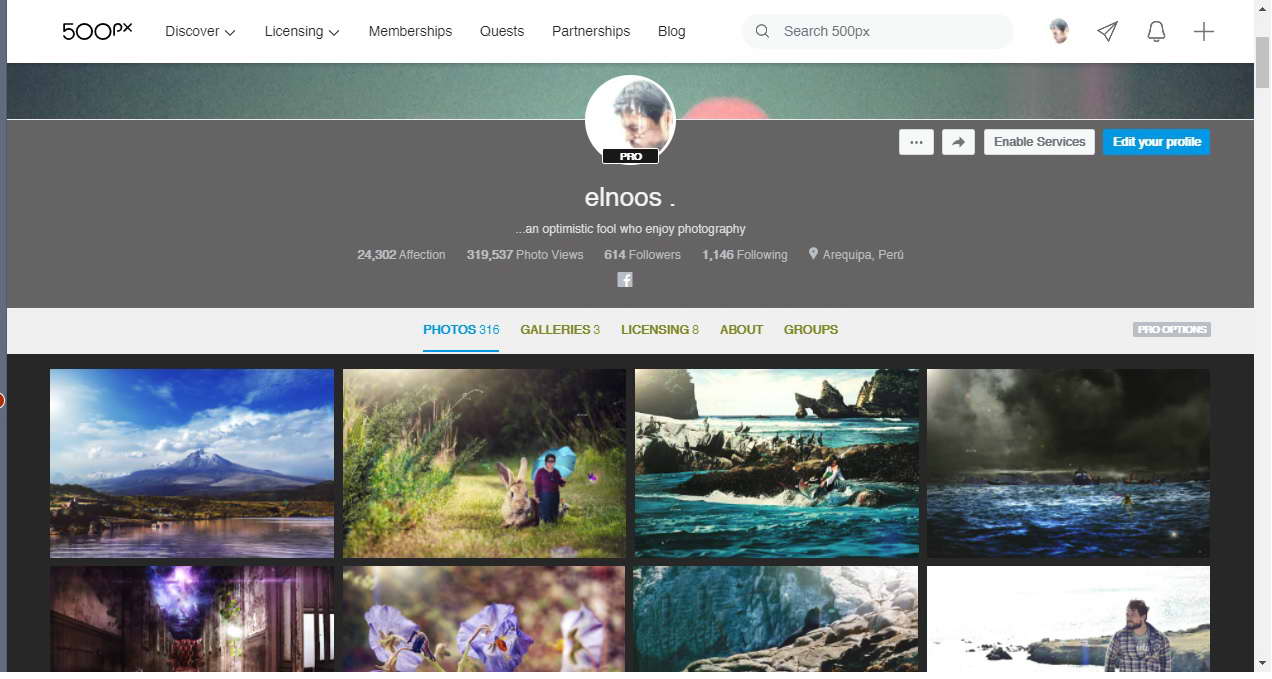 500px Discover Licensing Memberships Quests Partnerships Blog Search 500px
PRO
... Enable Services Edit your profile
elnoos .
...an optimistic fool who enjoy photography
24,302 Affection 319,537 Photo Views 614 Followers 1,146 Following Arequipa, Perú
f
PHOTOS 316 GALLERIES 3 LICENSING 8 ABOUT GROUPS PRO OPTIONS